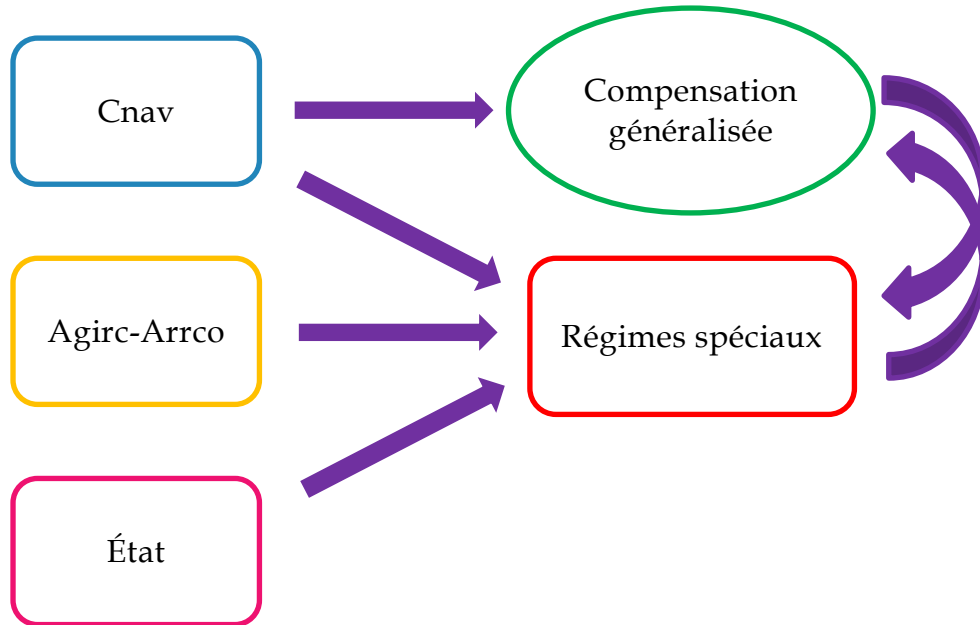 Cnav
Compensation
généralisée
Agirc-Arrco
Régimes spéciaux
État